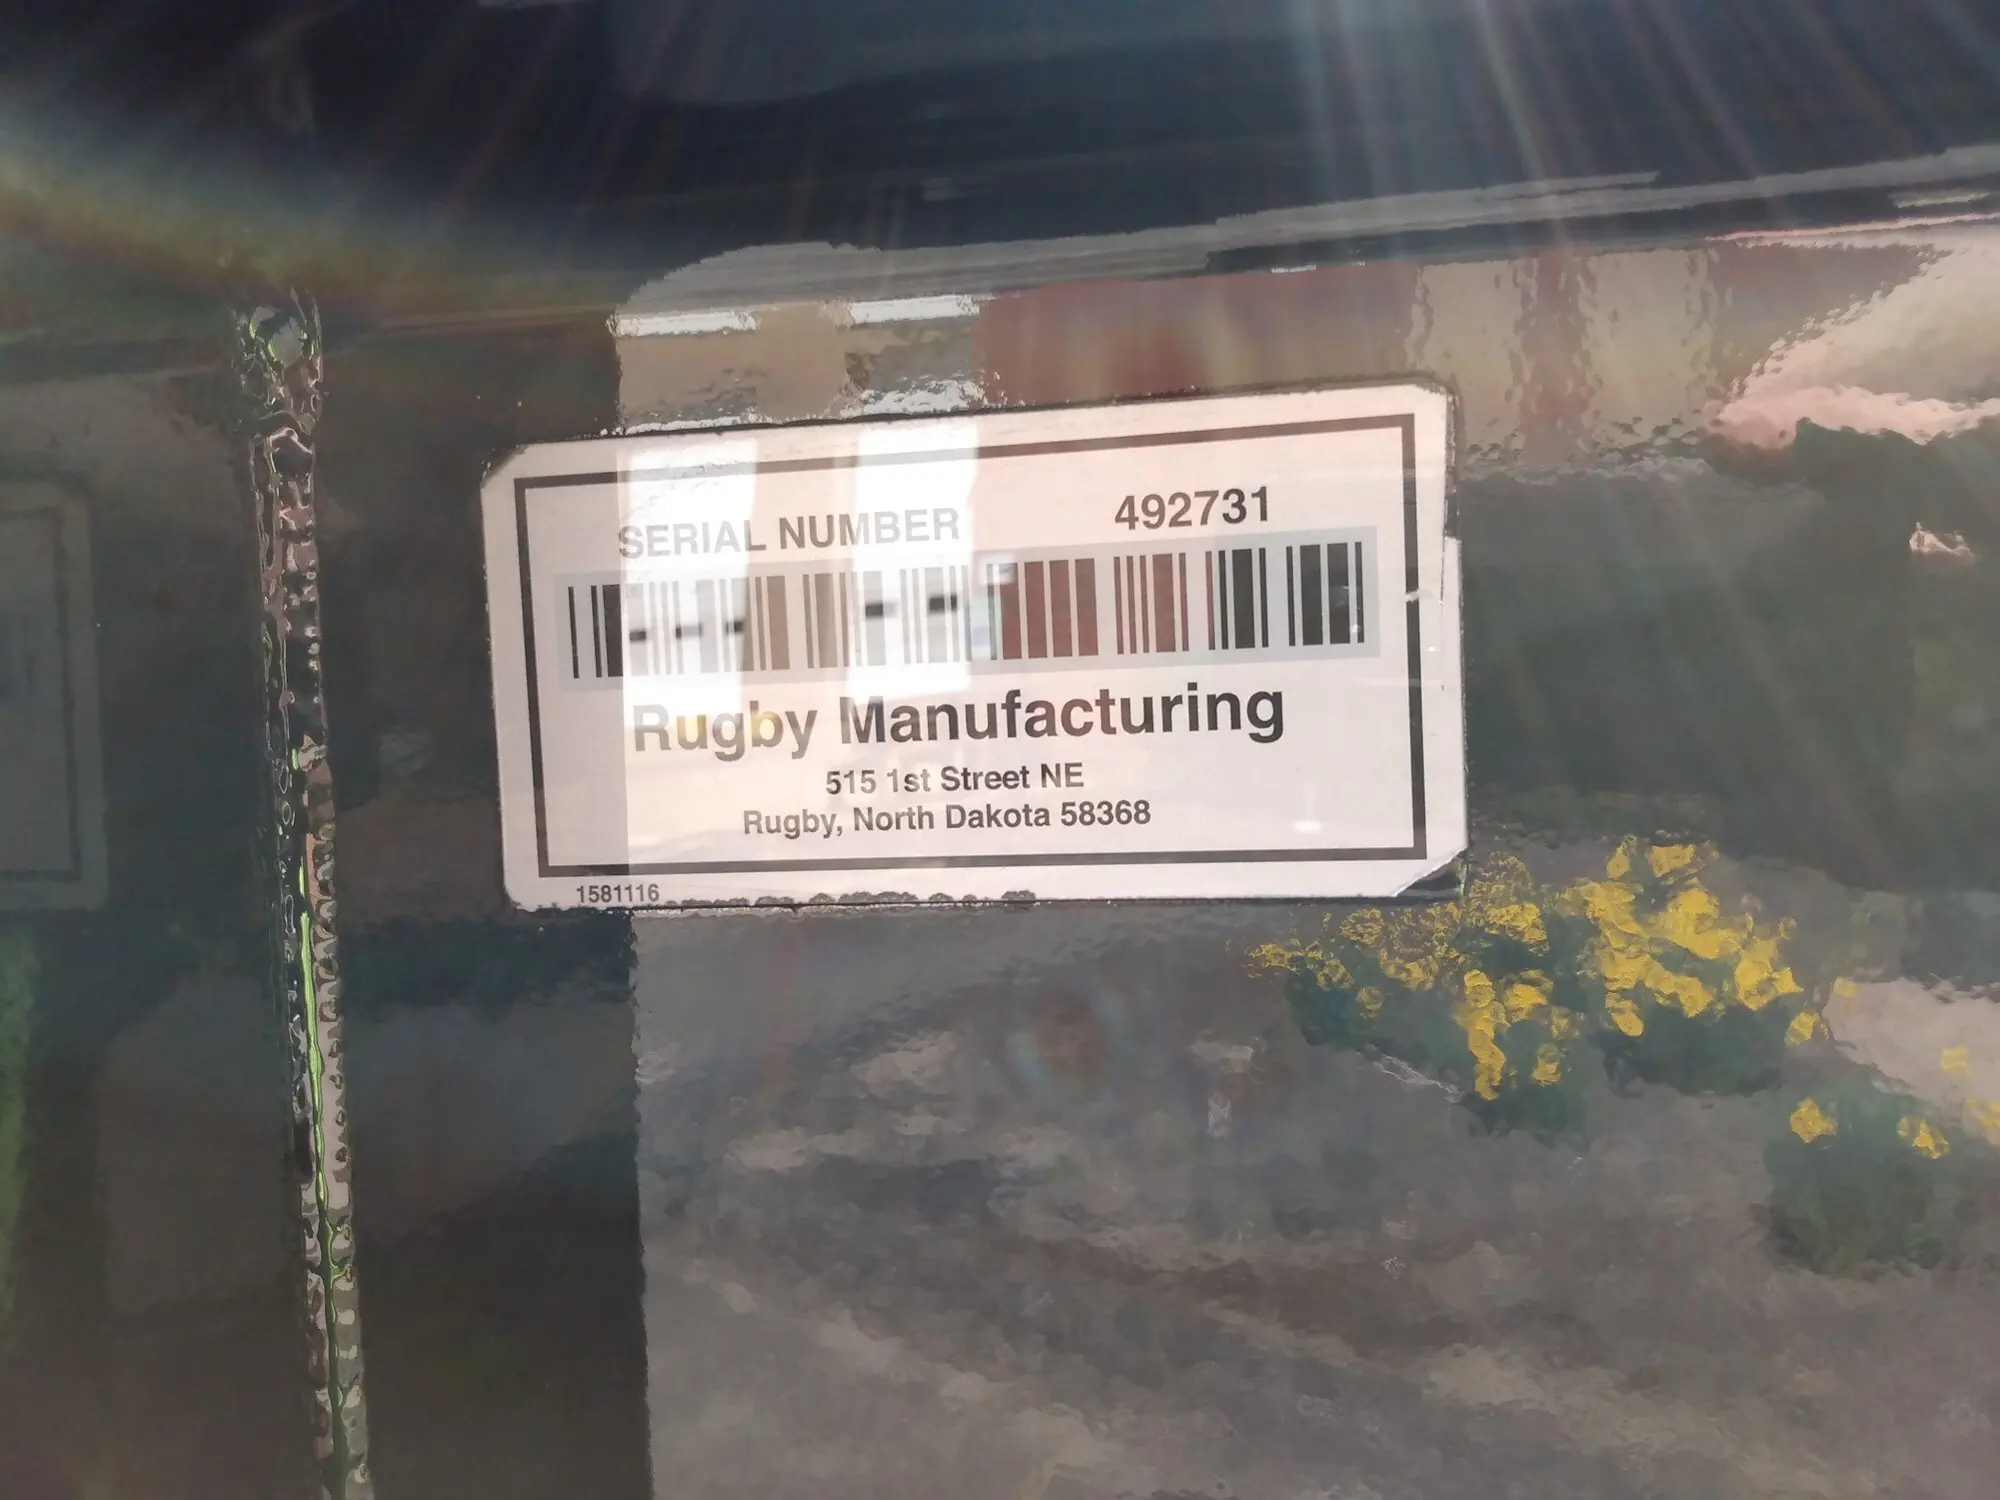 SERIAL NUMBER 492731
Rugby Manufacturing
515 1st Street NE
Rugby, North Dakota 58368
1581116